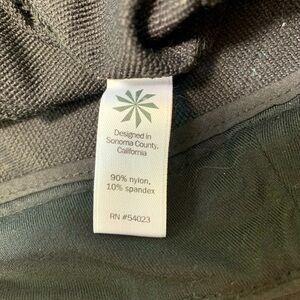 Designed in
Sonoma County,
California
90% nylon,
10% spandex
RN #54023